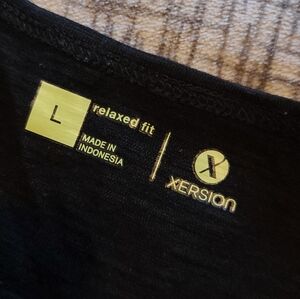 L
relaxed fit
MADE IN
INDONESIA
X
XERSION